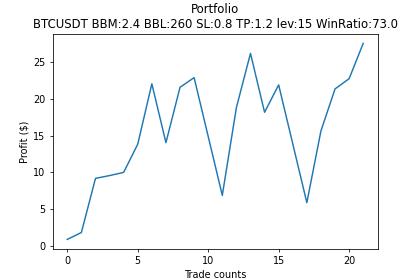 Portfolio
BTCUSDT BBM:2.4 BBL:260 SL:0.8 TP:1.2 lev:15 WinRatio:73.0
25
20
15
10
5
0
Profit ($)
0 5 10 15 20
Trade counts